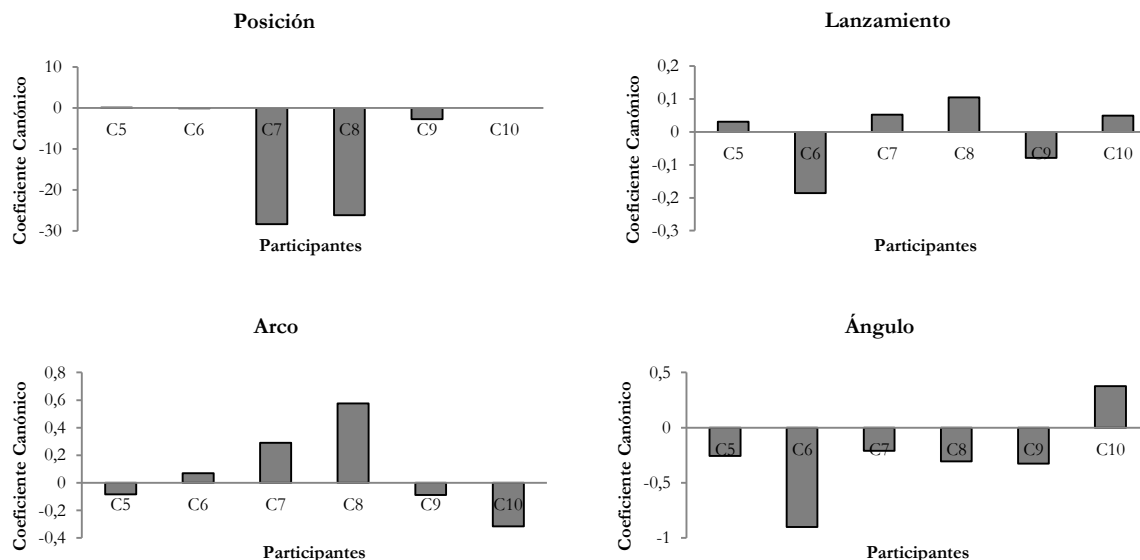 Posición
Coeficiente Canónico
10
0
-10
-20
-30
C5 C6 C7 C8 C9 C10
Participantes
Lanzamiento
Coeficiente Canónico
0,2
0,1
0
-0,1
-0,2
-0,3
C5 C6 C7 C8 C9 C10
Participantes
Arco
Coeficiente Canónico
0,8
0,6
0,4
0,2
0
-0,2
-0,4
C5 C6 C7 C8 C9 C10
Participantes
Ángulo
Coeficiente Canónico
0,5
0
-0,5
-1
C5 C6 C7 C8 C9 C10
Participantes